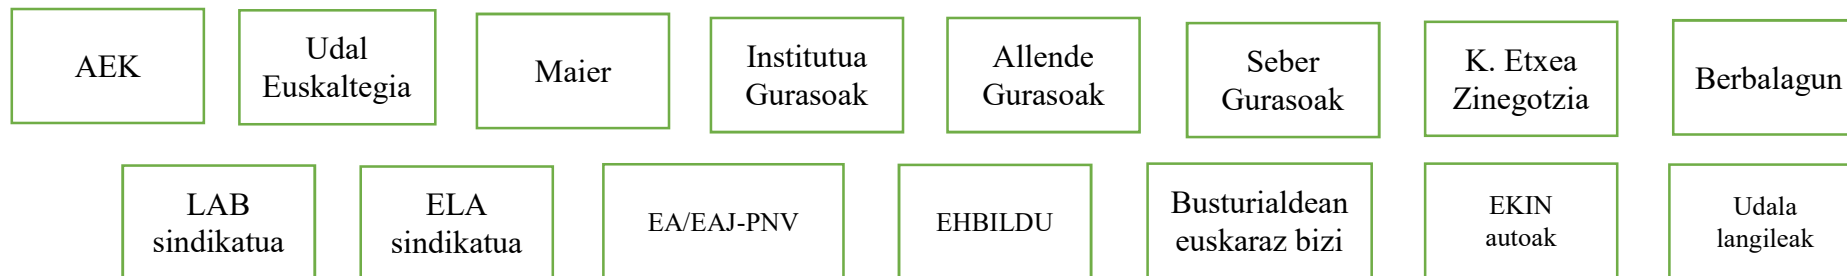 AEK
Udal
Euskaltegia
Maier
Institutua
Gurasoak
Allende
Gurasoak
Seber
Gurasoak
K. Etxea
Zinegotzia
Berbalagun
LAB
sindikatua
ELA
sindikatua
EA/EAJ-PNV
EHBILDU
Busturialdean
euskaraz bizi
EKIN
autoak
Udala
langileak